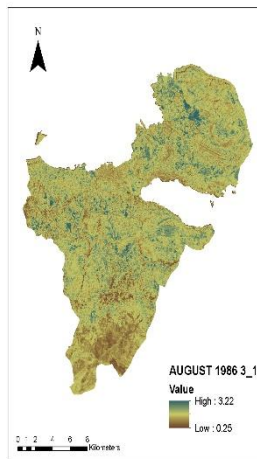 N
AUGUST 1986 3_1
Value
High : 3.22
Low : 0.25
0 1 2 4 6 8
Kilometers